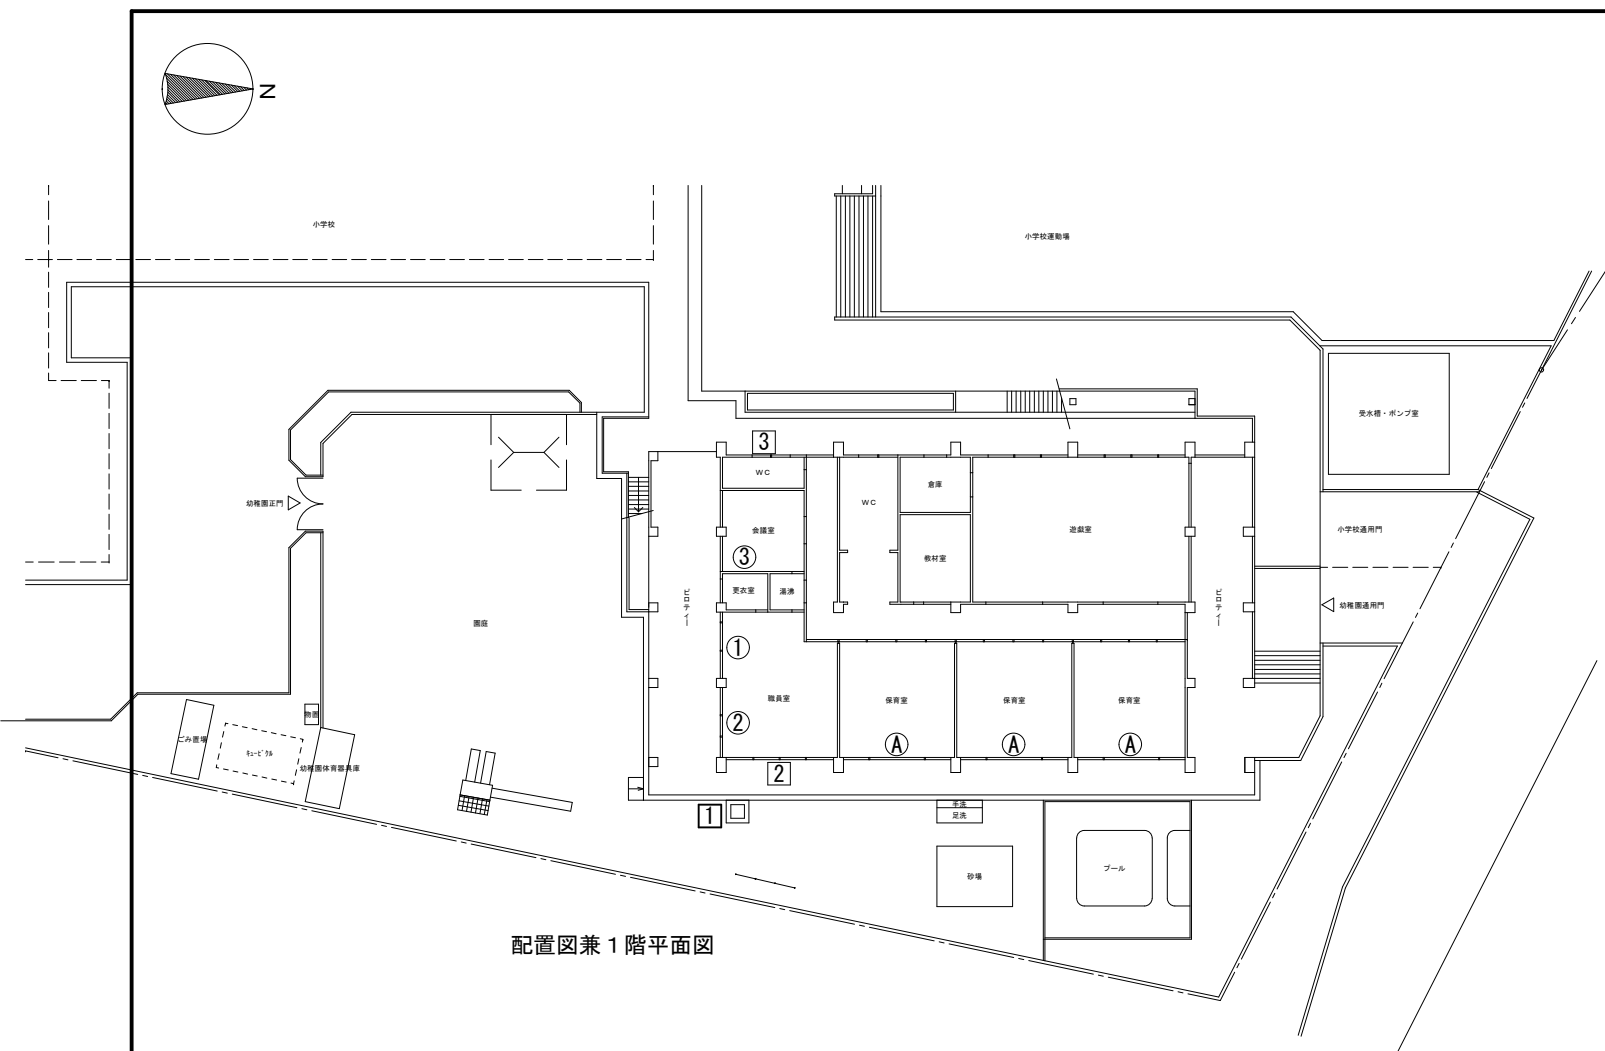 N
小学校
小学校運動場
受水槽・ポンプ室
3
WC
倉庫
WC
幼稚園正門
会議室
遊戯室
小学校通用門
3
教材室
更衣室
湯沸
ピロティー
ピロティー
幼稚園通用門
園庭
1
職員室
保育室
保育室
保育室
物置
2
ごみ置場
キュービクル
A
A
A
幼稚園体育器具庫
2
1
手洗
足洗
砂場
プール
配置図兼1階平面図